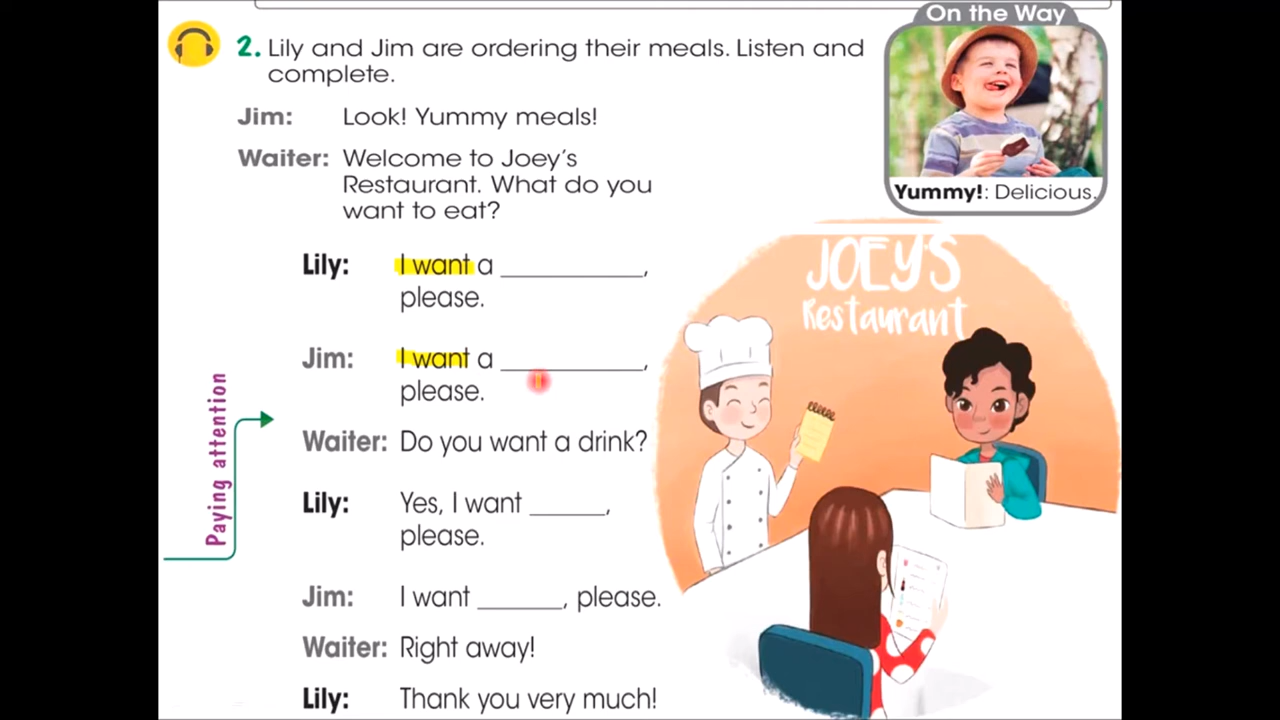 On the Way
2. Lily and Jim are ordering their meals. Listen and
complete.
Jim: Look! Yummy meals!
Waiter: Welcome to Joey's
Restaurant. What do you
want to eat?
Yummy!: Delicious.
JOEY'S
Restaurant
Lily: I want a ____________,
please.
Jim: I want a ____________,
please.
Paying attention
Waiter: Do you want a drink?
Lily: Yes, I want ______,
please.
Jim: I want _______, please.
Waiter: Right away!
Lily: Thank you very much!